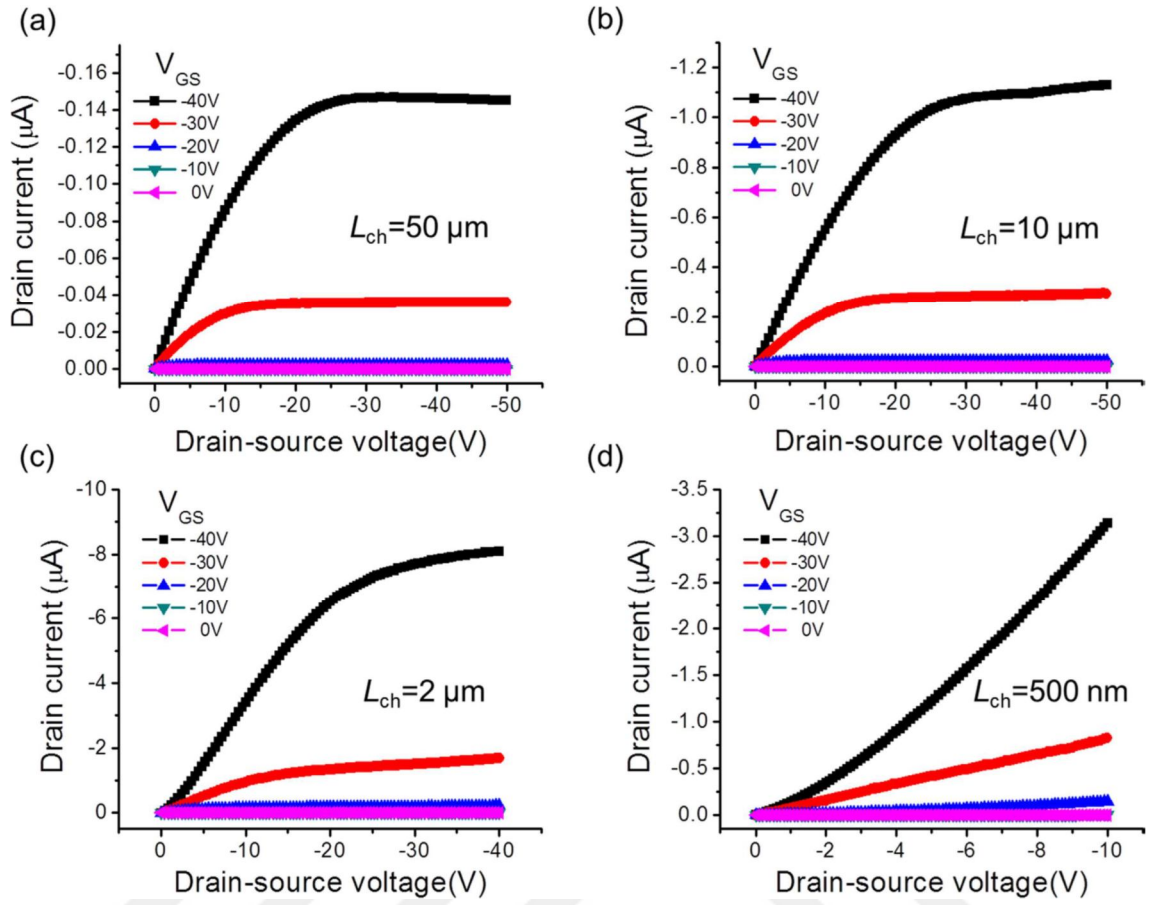 (a)
Drain current (μA)
-0.16
-0.14
-0.12
-0.10
-0.08
-0.06
-0.04
-0.02
0.00
V_GS
-40V
-30V
-20V
-10V
0V
L_ch=50 μm
0 -10 -20 -30 -40 -50
Drain-source voltage(V)
(b)
Drain current (μA)
-1.2
-1.0
-0.8
-0.6
-0.4
-0.2
0.0
V_GS
-40V
-30V
-20V
-10V
0V
L_ch=10 μm
0 -10 -20 -30 -40 -50
Drain-source voltage(V)
(c)
Drain current (μA)
-10
-8
-6
-4
-2
0
V_GS
-40V
-30V
-20V
-10V
0V
L_ch=2 μm
0 -10 -20 -30 -40
Drain-source voltage(V)
(d)
Drain current (μA)
-3.5
-3.0
-2.5
-2.0
-1.5
-1.0
-0.5
0.0
V_GS
-40V
-30V
-20V
-10V
0V
L_ch=500 nm
0 -2 -4 -6 -8 -10
Drain-source voltage(V)